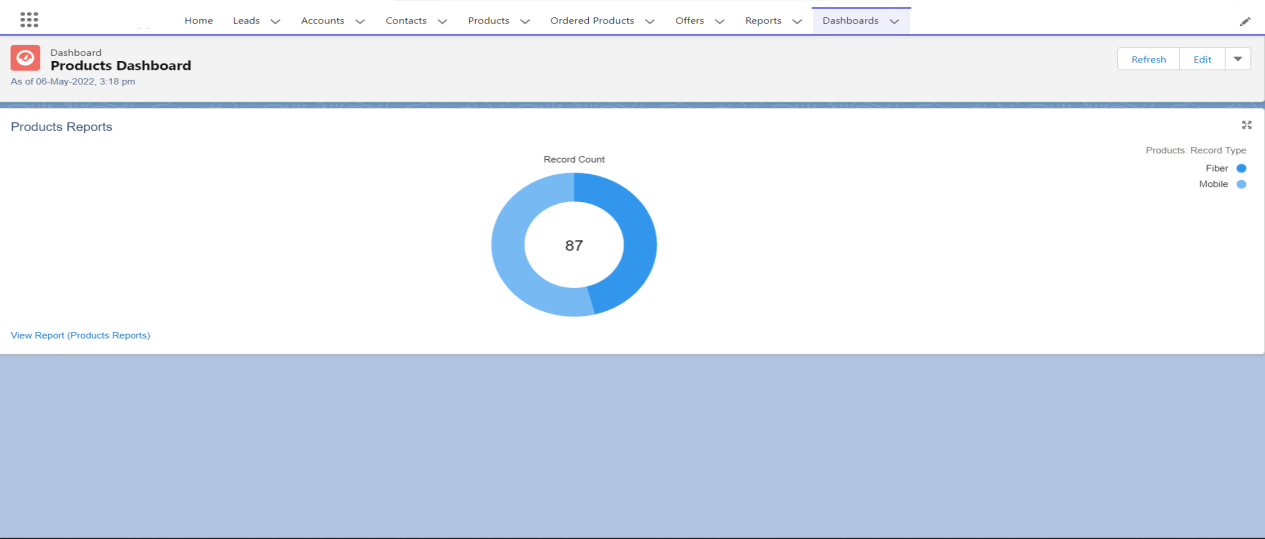 Home Leads Accounts Contacts Products Ordered Products Offers Reports Dashboards
Dashboard
Products Dashboard
As of 06-May-2022, 3:18 pm
Refresh Edit
Products Reports
Products: Record Type
Record Count
Fiber
Mobile
87
View Report (Products Reports)